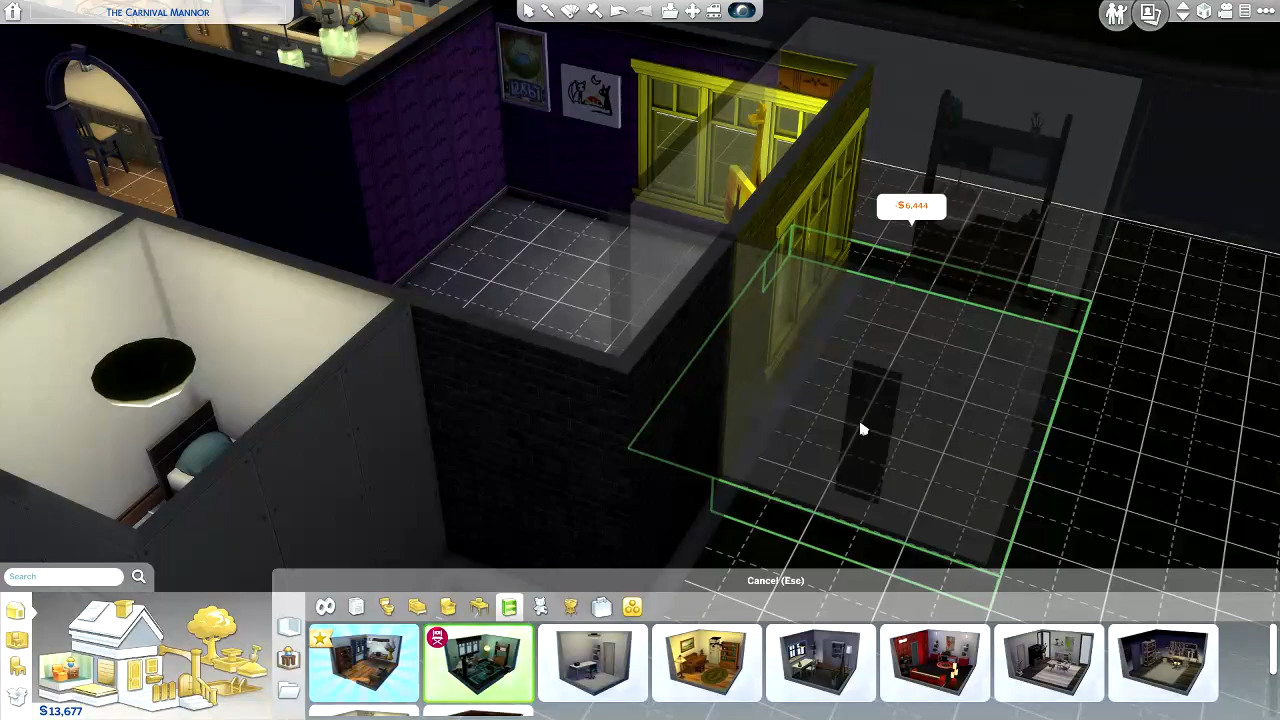 THE CARNIVAL MANNOR
-$6,444
Cancel (Esc)
Search
$13,677